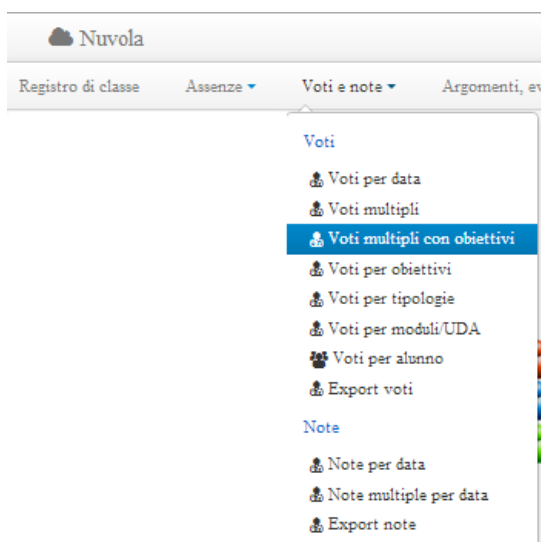 Nuvola
Registro di classe Assenze Voti e note Argomenti, ev
Voti
Voti per data
Voti multipli
Voti multipli con obiettivi
Voti per obiettivi
Voti per tipologie
Voti per moduli/UDA
Voti per alunno
Export voti
Note
Note per data
Note multiple per data
Export note